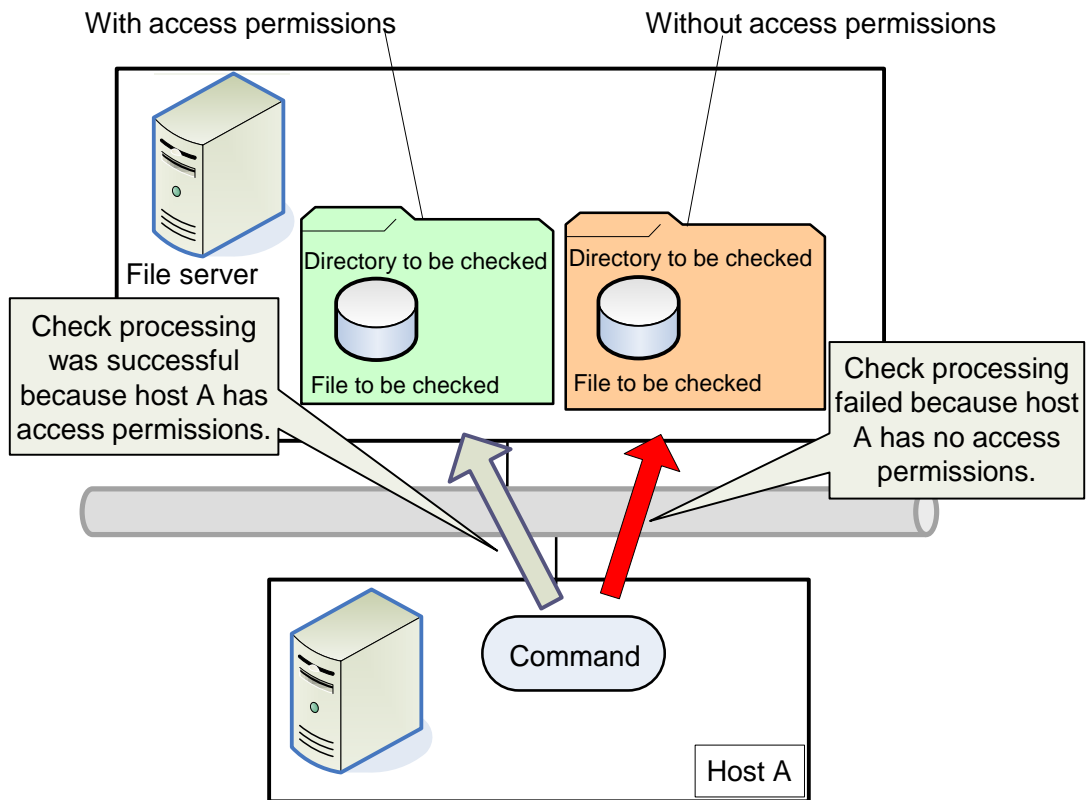 With access permissions
Without access permissions
Directory to be checked
Directory to be checked
File server
File to be checked
File to be checked
Check processing
was successful
because host A has
access permissions.
Check processing
failed because host
A has no access
permissions.
Command
Host A